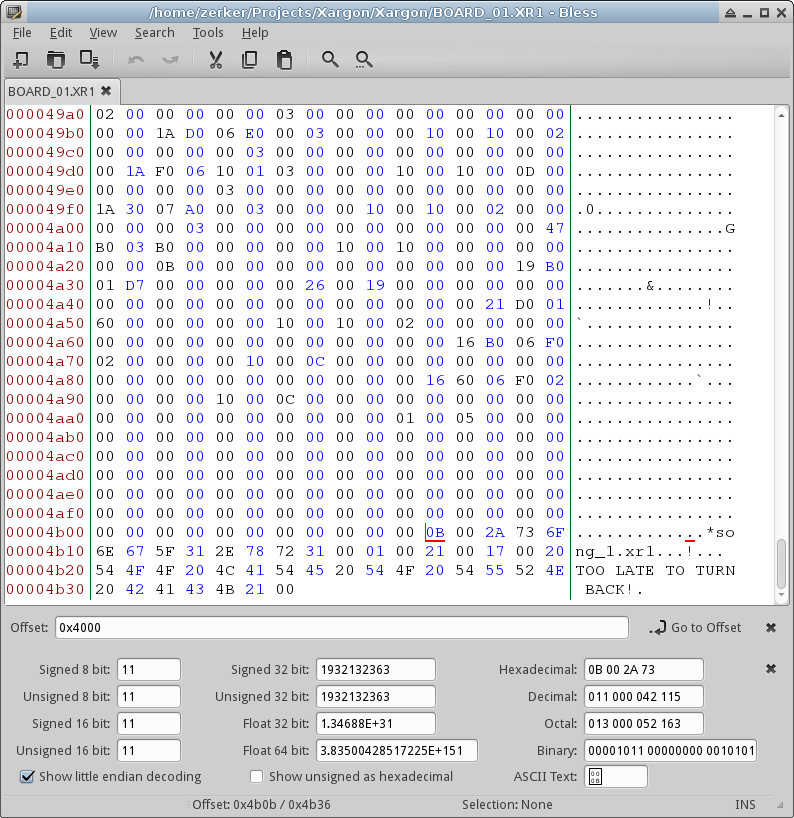 /home/zerker/Projects/Xargon/Xargon/BOARD_01.XR1 - Bless
File Edit View Search Tools Help
BOARD_01.XR1
000049a0 02 00 00 00 00 00 03 00 00 00 00 00 00 00 00 00 ................
000049b0 00 00 1A D0 06 E0 00 03 00 00 00 10 00 10 00 02 ................
000049c0 00 00 00 00 00 03 00 00 00 00 00 00 00 00 00 00 ................
000049d0 00 1A F0 06 10 01 03 00 00 00 10 00 10 00 0D 00 ................
000049e0 00 00 00 00 03 00 00 00 00 00 00 00 00 00 00 00 ................
000049f0 1A 30 07 A0 00 03 00 00 00 10 00 10 00 02 00 00 .0..............
00004a00 00 00 00 03 00 00 00 00 00 00 00 00 00 00 00 47 ...............G
00004a10 B0 03 B0 00 00 00 00 00 10 00 10 00 00 00 00 00 ................
00004a20 00 00 0B 00 00 00 00 00 00 00 00 00 00 00 19 B0 ................
00004a30 01 D7 00 00 00 00 00 26 00 19 00 00 00 00 00 00 .......&........
00004a40 00 00 00 00 00 00 00 00 00 00 00 00 00 21 D0 01 .............!..
00004a50 60 00 00 00 00 00 10 00 10 00 02 00 00 00 00 00 `...............
00004a60 00 00 00 00 00 00 00 00 00 00 00 00 16 B0 06 F0 ................
00004a70 02 00 00 00 00 10 00 0C 00 00 00 00 00 00 00 00 ................
00004a80 00 00 00 00 00 00 00 00 00 00 00 16 60 06 F0 02 ............`...
00004a90 00 00 00 00 10 00 0C 00 00 00 00 00 00 00 00 00 ................
00004aa0 00 00 00 00 00 00 00 00 00 00 01 00 05 00 00 00 ................
00004ab0 00 00 00 00 00 00 00 00 00 00 00 00 00 00 00 00 ................
00004ac0 00 00 00 00 00 00 00 00 00 00 00 00 00 00 00 00 ................
00004ad0 00 00 00 00 00 00 00 00 00 00 00 00 00 00 00 00 ................
00004ae0 00 00 00 00 00 00 00 00 00 00 00 00 00 00 00 00 ................
00004af0 00 00 00 00 00 00 00 00 00 00 00 00 00 00 00 00 ................
00004b00 00 00 00 00 00 00 00 00 00 00 00 0B 00 2A 73 6F .............*so
00004b10 6E 67 5F 31 2E 78 72 31 00 01 00 21 00 17 00 20 ng_1.xr1...!...
00004b20 54 4F 4F 20 4C 41 54 45 20 54 4F 20 54 55 52 4E TOO LATE TO TURN
00004b30 20 42 41 43 4B 21 00 BACK!.
Offset: 0x4000 Go to Offset
Signed 8 bit: 11 Signed 32 bit: 1932132363 Hexadecimal: 0B 00 2A 73
Unsigned 8 bit: 11 Unsigned 32 bit: 1932132363 Decimal: 011 000 042 115
Signed 16 bit: 11 Float 32 bit: 1.34688E+31 Octal: 013 000 052 163
Unsigned 16 bit: 11 Float 64 bit: 3.83500428517225E+151 Binary: 00001011 00000000 0010101
Show little endian decoding Show unsigned as hexadecimal ASCII Text:
Offset: 0x4b0b / 0x4b36 Selection: None INS